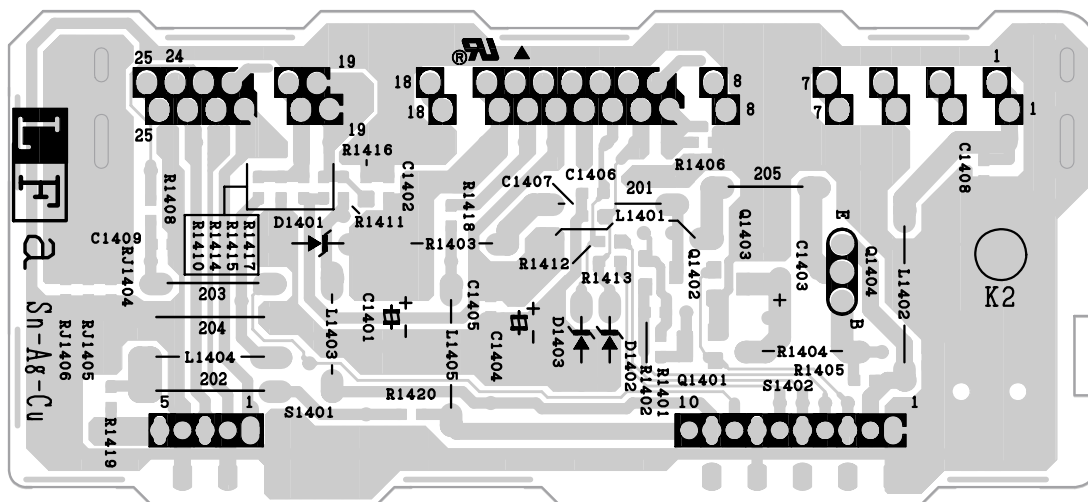 ® RU
25 24 19 18 8 7 1
25 19 18 8 7 1
LF a
Sn-Ag-Cu
R1416
R1406
C1402
C1406
C1407
201
205
C1408
R1408
R1410
R1414
R1415
R1417
D1401
R1411
R1418
L1401
Q1403
E
C1409
RJ1404
R1403
R1412
R1413
Q1402
C1403
Q1404
L1402
K2
203
C1401
+
-
C1405
+
-
+
B
204
RJ1406
RJ1405
L1403
L1405
C1404
D1403
D1402
L1404
R1404
202
R1402
R1401
Q1401
R1405
S1402
R1420
S1401
5 1
10 1
R1419